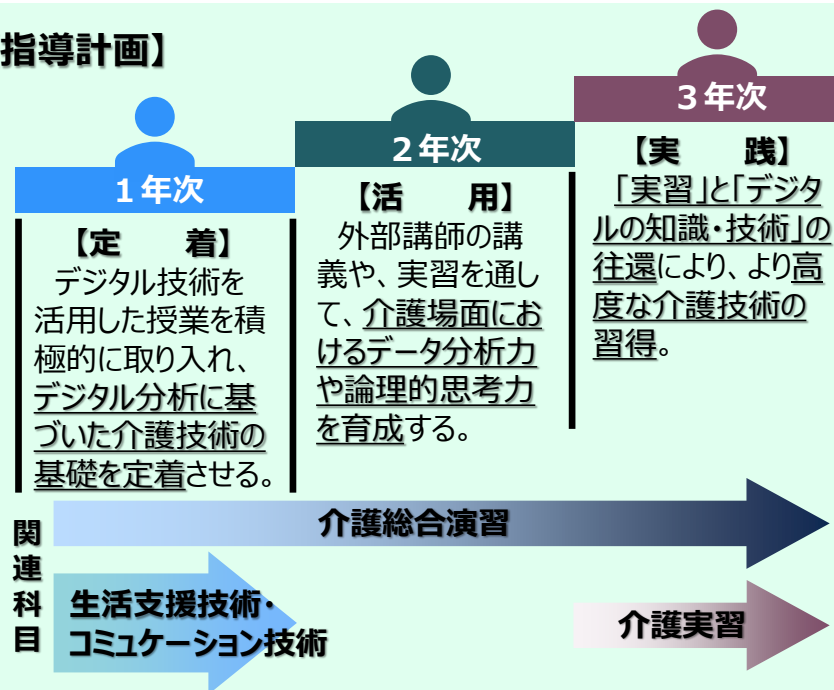 指導計画】
１年次
【定　　着】
デジタル技術を
活用した授業を積
極的に取り入れ、
デジタル分析に基
づいた介護技術の
基礎を定着させる。
２年次
【活　　用】
外部講師の講
義や、実習を通し
て、介護場面にお
けるデータ分析力
や論理的思考力
を育成する。
３年次
【実　　践】
「実習」と「デジタ
ルの知識・技術」の
往還により、より高
度な介護技術の
習得。
関連科目
介護総合演習
生活支援技術・
コミュケーション技術
介護実習